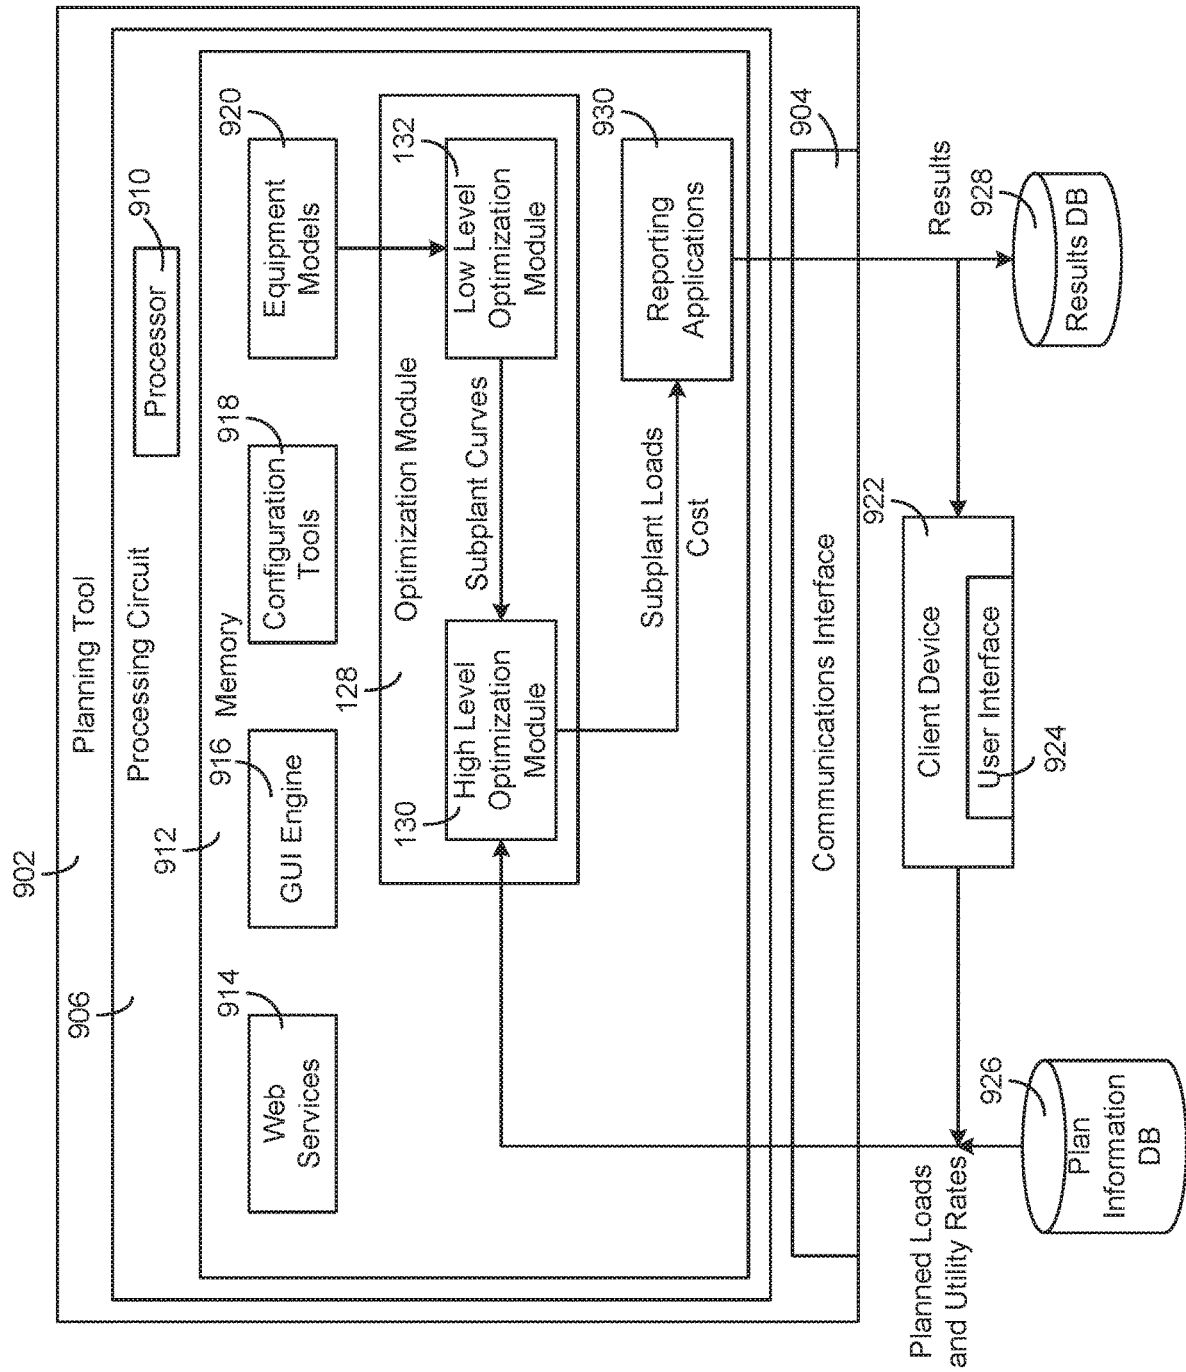 902
Planning Tool
906
Processing Circuit
Processor
910
912
Memory
914
Web
Services
916
GUI Engine
918
Configuration
Tools
920
Equipment
Models
128
Optimization Module
130
High Level
Optimization
Module
Subplant Curves
132
Low Level
Optimization
Module
Subplant Loads
Cost
930
Reporting
Applications
Communications Interface
904
Planned Loads
and Utility Rates
926
Plan
Information
DB
922
Client Device
User Interface
924
Results
928
Results DB